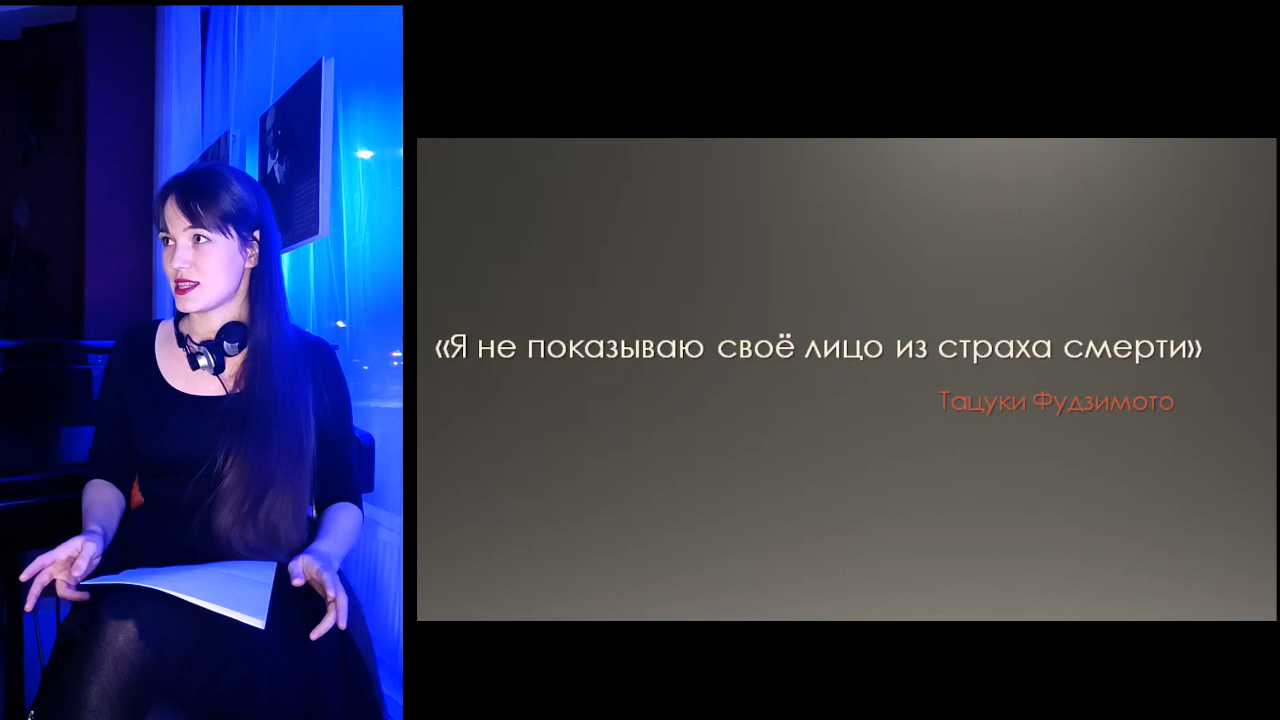 «Я не показываю своё лицо из страха смерти»
Тацуки Фудзимото